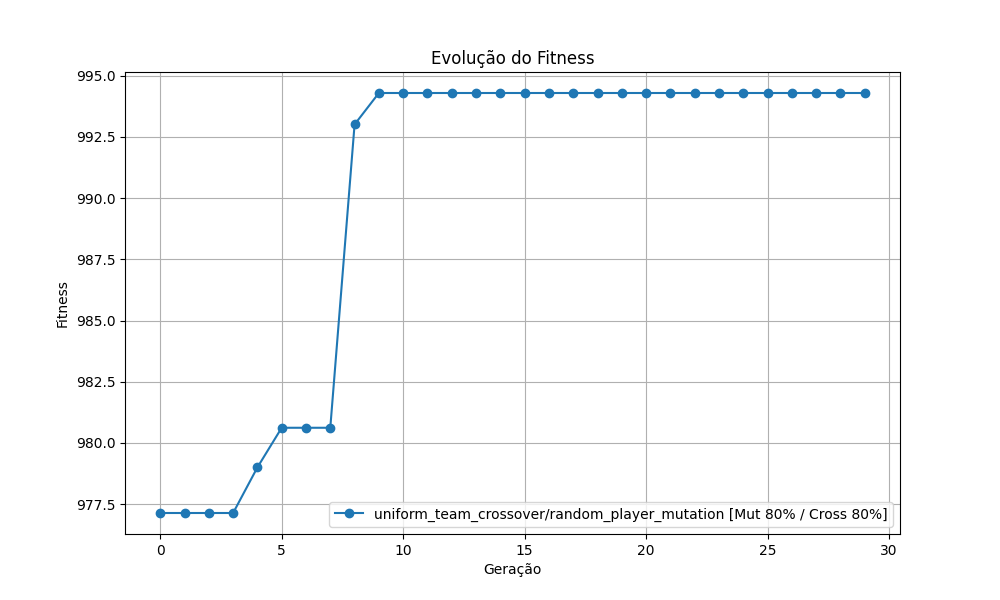 Evolução do Fitness
Fitness
995.0
992.5
990.0
987.5
985.0
982.5
980.0
977.5
uniform_team_crossover/random_player_mutation [Mut 80% / Cross 80%]
0 5 10 15 20 25 30
Geração